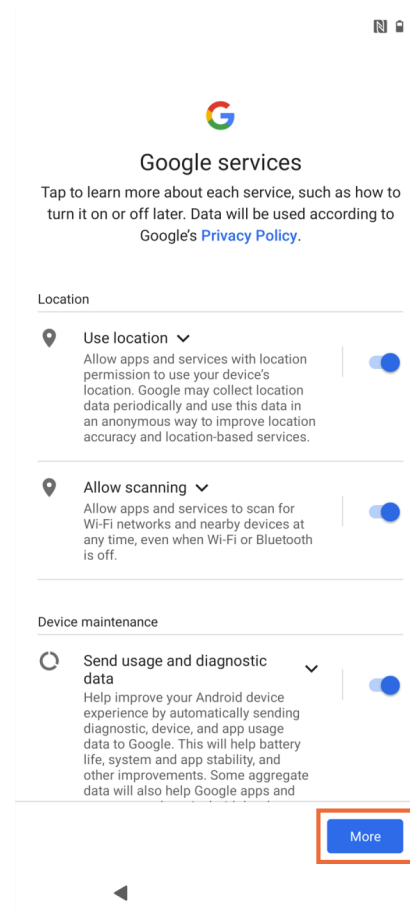 Google services
Tap to learn more about each service, such as how to
turn it on or off later. Data will be used according to
Google's Privacy Policy.
Location
Use location
Allow apps and services with location
permission to use your device's
location. Google may collect location
data periodically and use this data in
an anonymous way to improve location
accuracy and location-based services.
Allow scanning
Allow apps and services to scan for
Wi-Fi networks and nearby devices at
any time, even when Wi-Fi or Bluetooth
is off.
Device maintenance
Send usage and diagnostic
data
Help improve your Android device
experience by automatically sending
diagnostic, device, and app usage
data to Google. This will help battery
life, system and app stability, and
other improvements. Some aggregate
data will also help Google apps and
More